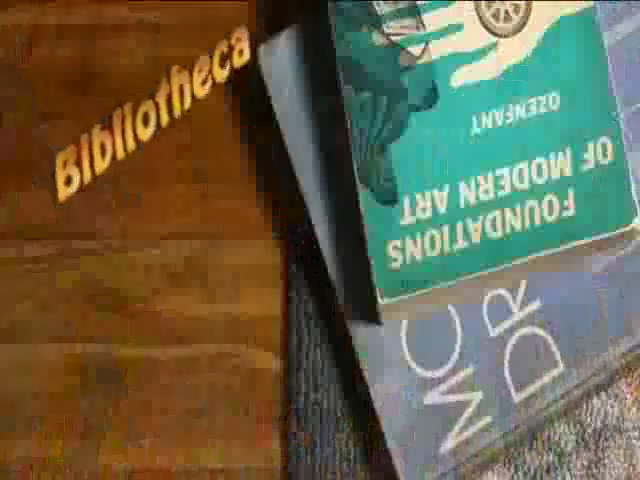 Bibliotheca
FOUNDATIONS
OF MODERN ART
OZENFANT
MC
DR